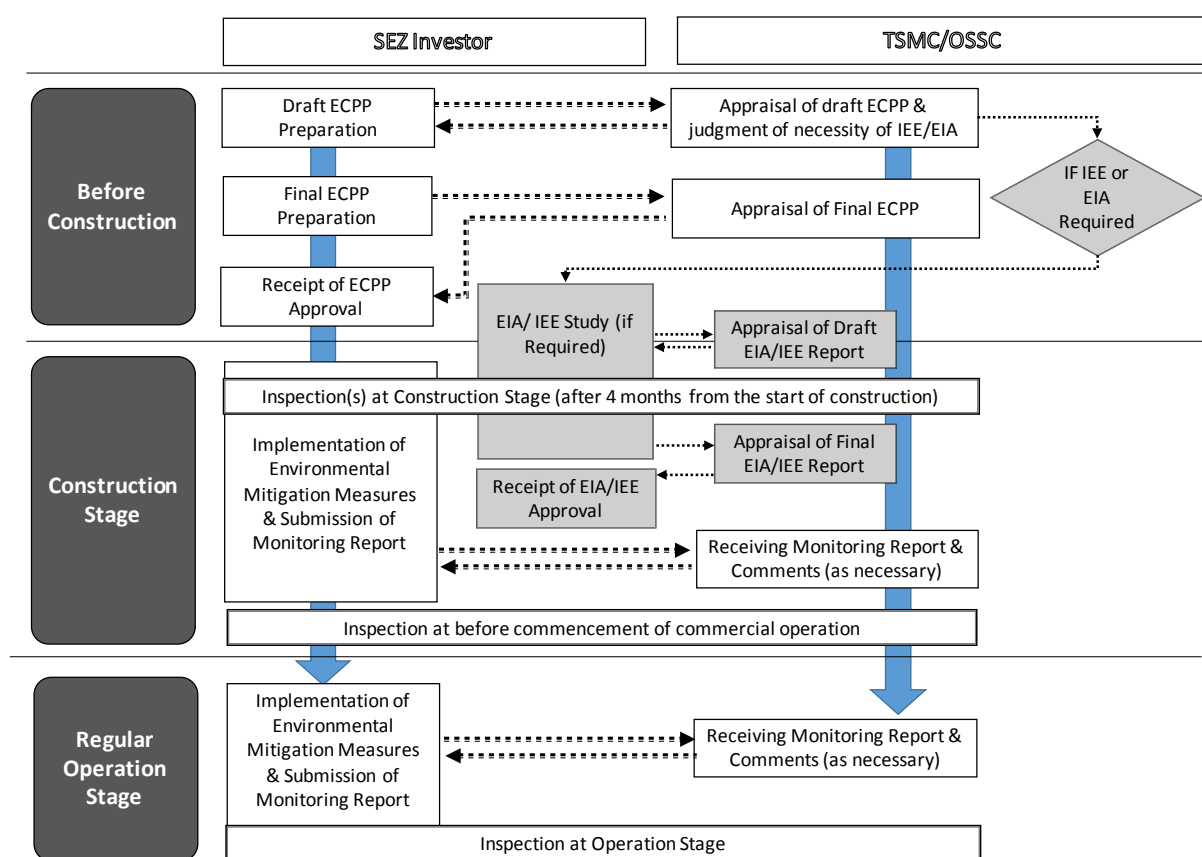 SEZ Investor
TSMC/OSSC
Before
Construction
Draft ECPP
Preparation
Appraisal of draft ECPP &
judgment of necessity of IEE/EIA
IF IEE or
EIA
Required
Final ECPP
Preparation
Appraisal of Final ECPP
Receipt of ECPP
Approval
EIA/ IEE Study (if
Required)
Appraisal of Draft
EIA/IEE Report
Construction
Stage
Inspection(s) at Construction Stage (after 4 months from the start of construction)
Implementation of
Environmental
Mitigation Measures
& Submission of
Monitoring Report
Appraisal of Final
EIA/IEE Report
Receipt of EIA/IEE
Approval
Receiving Monitoring Report &
Comments (as necessary)
Inspection at before commencement of commercial operation
Regular
Operation
Stage
Implementation of
Environmental
Mitigation Measures
& Submission of
Monitoring Report
Receiving Monitoring Report &
Comments (as necessary)
Inspection at Operation Stage